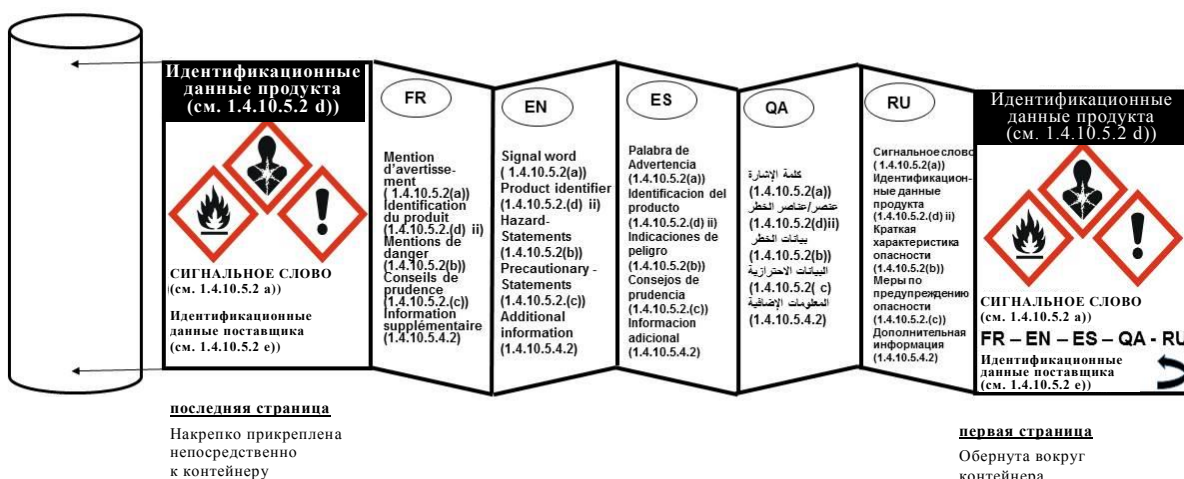 Идентификационные
данные продукта
(см. 1.4.10.5.2 d))
СИГНАЛЬНОЕ СЛОВО
(см. 1.4.10.5.2 a))
Идентификационные
данные поставщика
(см. 1.4.10.5.2 e))
FR
Mention
d'avertisse-
ment
( 1.4.10.5.2(a))
Identification
du produit
(1.4.10.5.2.(d) ii)
Mentions de
danger
(1.4.10.5.2(b)
Conseils de
prudence
(1.4.10.5.2.(c))
Information
supplémentaire
(1.4.10.5.4.2)
EN
Signal word
( 1.4.10.5.2(a))
Product identifier
(1.4.10.5.2.(d) ii)
Hazard-
Statements
(1.4.10.5.2(b))
Precautionary -
Statements
(1.4.10.5.2.(c))
Additional
information
(1.4.10.5.4.2)
ES
Palabra de
Advertencia
(1.4.10.5.2(a))
Identificacion del
producto
(1.4.10.5.2.(d) ii)
Indicaciones de
peligro
(1.4.10.5.2(b))
Consejos de
prudencia
(1.4.10.5.2.(c))
Informacion
adicional
(1.4.10.5.4.2)
QA
كلمة الإشارة
(1.4.10.5.2(a))
عنصر/عناصر الخطر
(1.4.10.5.2(d)ii)
بيانات الخطر
(1.4.10.5.2(b))
البيانات الاحترازية
(1.4.10.5.2( c)
المعلومات الإضافية
(1.4.10.5.4.2)
RU
Сигнальное слово
( 1.4.10.5.2(a))
Идентификацион-
ные данные
продукта
(1.4.10.5.2.(d) ii)
Краткая
характеристика
опасности
(1.4.10.5.2(b))
Меры по
предупреждению
опасности
(1.4.10.5.2.(c))
Дополнительная
информация
(1.4.10.5.4.2)
Идентификационные
данные продукта
(см. 1.4.10.5.2 d))
СИГНАЛЬНОЕ СЛОВО
(см. 1.4.10.5.2 a))
FR – EN – ES – QA - RU
Идентификационные
данные поставщика
(см. 1.4.10.5.2 e))
последняя страница
Накрепко прикреплена
непосредственно
к контейнеру
первая страница
Обернута вокруг
контейнера